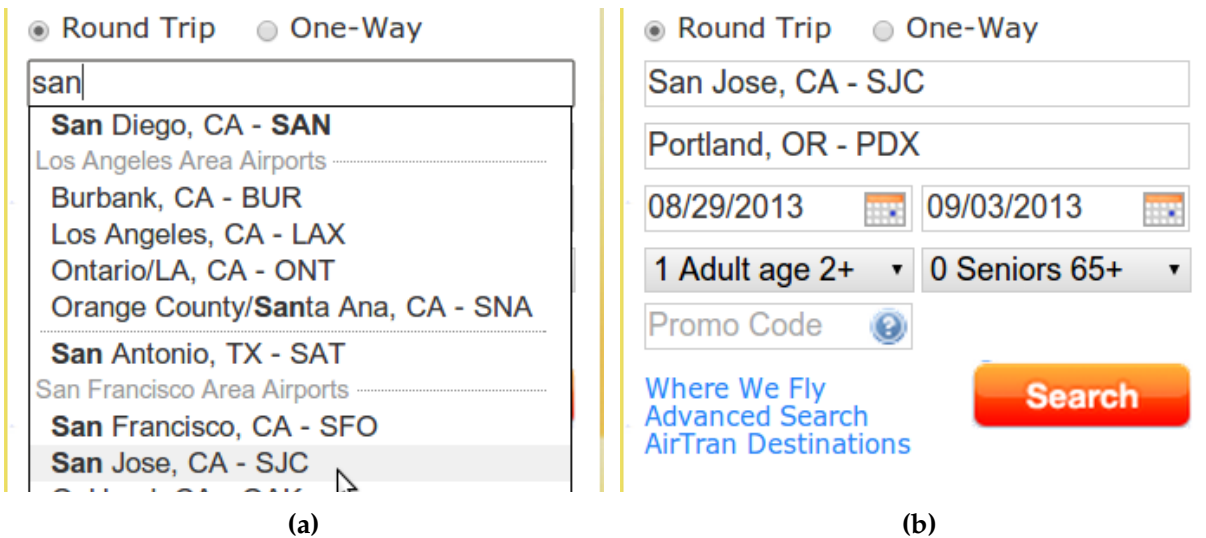 Round Trip One-Way
san
San Diego, CA - SAN
Los Angeles Area Airports
Burbank, CA - BUR
Los Angeles, CA - LAX
Ontario/LA, CA - ONT
Orange County/Santa Ana, CA - SNA
San Antonio, TX - SAT
San Francisco Area Airports
San Francisco, CA - SFO
San Jose, CA - SJC
(a)
Round Trip One-Way
San Jose, CA - SJC
Portland, OR - PDX
08/29/2013 09/03/2013
1 Adult age 2+ 0 Seniors 65+
Promo Code ?
Where We Fly
Advanced Search
AirTran Destinations
Search
(b)